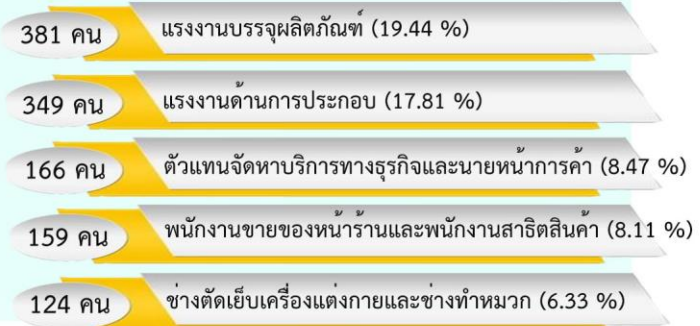 381 คน แรงงานบรรจุผลิตภัณฑ์ (19.44 %)
349 คน แรงงานด้านการประกอบ (17.81 %)
166 คน ตัวแทนจัดหาบริการทางธุรกิจและนายหน้าการค้า (8.47 %)
159 คน พนักงานขายของหน้าร้านและพนักงานสาธิตสินค้า (8.11 %)
124 คน ช่างตัดเย็บเครื่องแต่งกายและช่างทำหมวก (6.33 %)